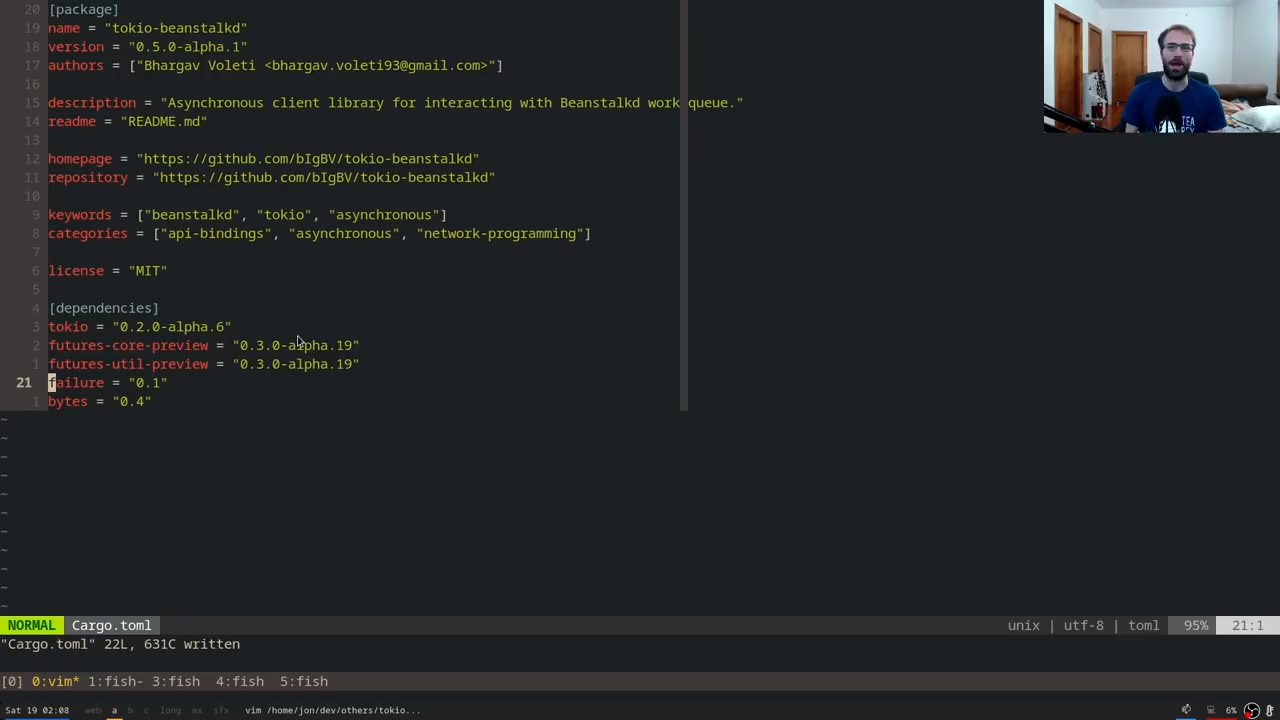 20 [package]
19 name = "tokio-beanstalkd"
18 version = "0.5.0-alpha.1"
17 authors = ["Bhargav Voleti <bhargav.voleti93@gmail.com>"]
16
15 description = "Asynchronous client library for interacting with Beanstalkd work queue."
14 readme = "README.md"
13
12 homepage = "https://github.com/bIgBV/tokio-beanstalkd"
11 repository = "https://github.com/bIgBV/tokio-beanstalkd"
10
9 keywords = ["beanstalkd", "tokio", "asynchronous"]
8 categories = ["api-bindings", "asynchronous", "network-programming"]
7
6 license = "MIT"
5
4 [dependencies]
3 tokio = "0.2.0-alpha.6"
2 futures-core-preview = "0.3.0-alpha.19"
1 futures-util-preview = "0.3.0-alpha.19"
21 failure = "0.1"
1 bytes = "0.4"
~
~
~
~
~
~
~
~
~
~
~
NORMAL Cargo.toml unix | utf-8 | toml 95% 21:1
"Cargo.toml" 22L, 631C written
[0] 0:vim* 1:fish- 3:fish 4:fish 5:fish
Sat 19 02:08 web a b c long mx sfx vim /home/jon/dev/others/tokio... 6%
TEA